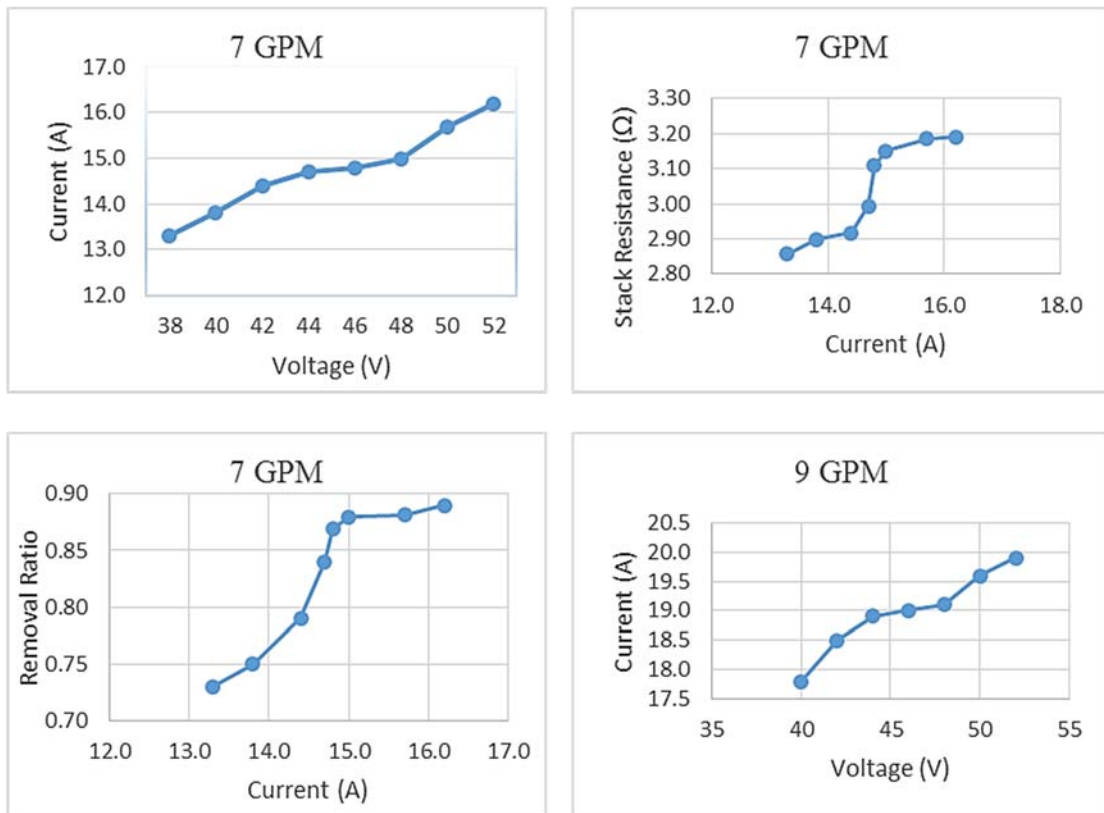 7 GPM
Current (A)
17.0
16.0
15.0
14.0
13.0
12.0
38 40 42 44 46 48 50 52
Voltage (V)
7 GPM
Stack Resistance (Ω)
3.30
3.20
3.10
3.00
2.90
2.80
12.0 14.0 16.0 18.0
Current (A)
7 GPM
Removal Ratio
0.90
0.85
0.80
0.75
0.70
12.0 13.0 14.0 15.0 16.0 17.0
Current (A)
9 GPM
Current (A)
20.5
20.0
19.5
19.0
18.5
18.0
17.5
35 40 45 50 55
Voltage (V)